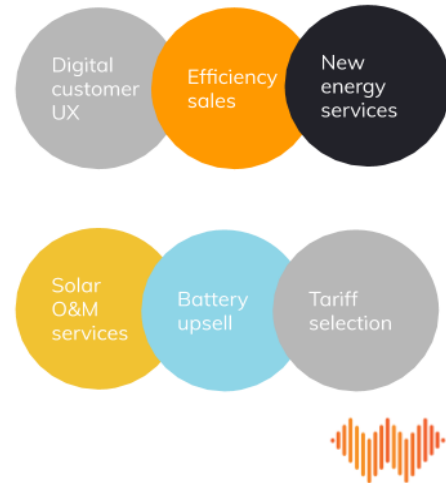 Digital
customer
UX
Efficiency
sales
New
energy
services
Solar
O&M
services
Battery
upsell
Tariff
selection